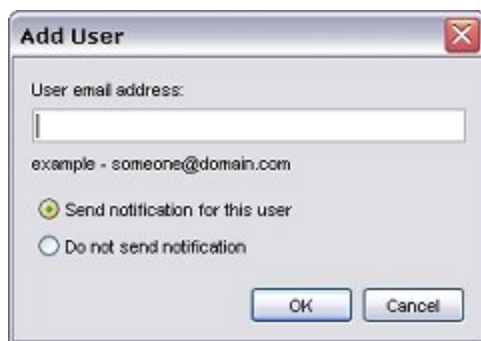 Add User
User email address:
example - someone@domain.com
Send notification for this user
Do not send notification
OK Cancel